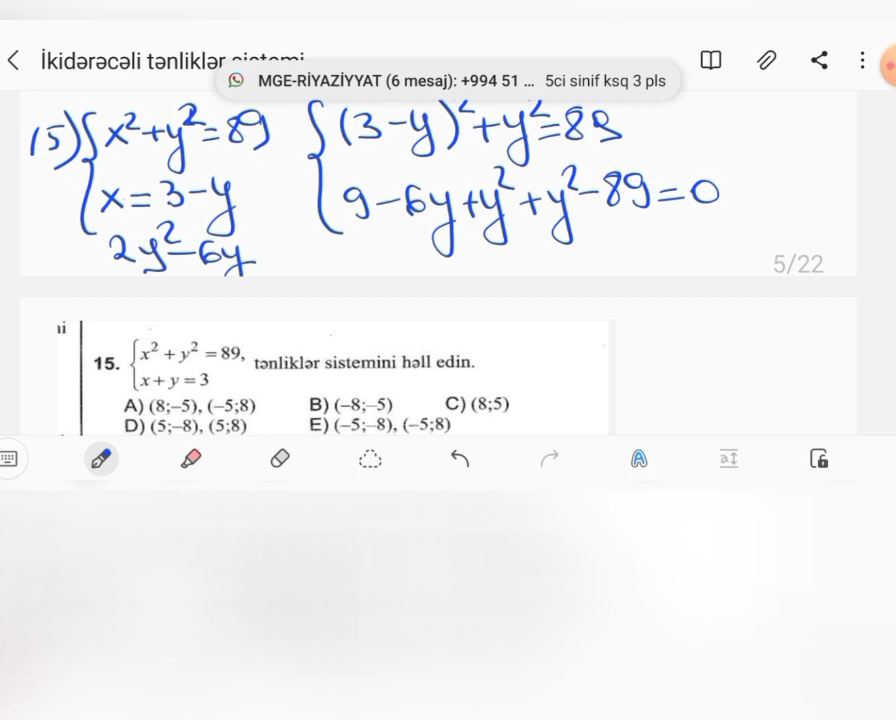 İkidərəcəli tənliklər sistemi
MGE-RİYAZİYYAT (6 mesaj): +994 51 ... 5ci sinif ksq 3 pls
15) { x² + y² = 89 { (3 - y)² + y² = 89
x = 3 - y 9 - 6y + y² + y² - 89 = 0
2y² - 6y
5/22
15. { x² + y² = 89, tənliklər sistemini həll edin.
x + y = 3
A) (8;–5), (–5;8) B) (–8;–5) C) (8;5)
D) (5;–8), (5;8) E) (–5;–8), (–5;8)